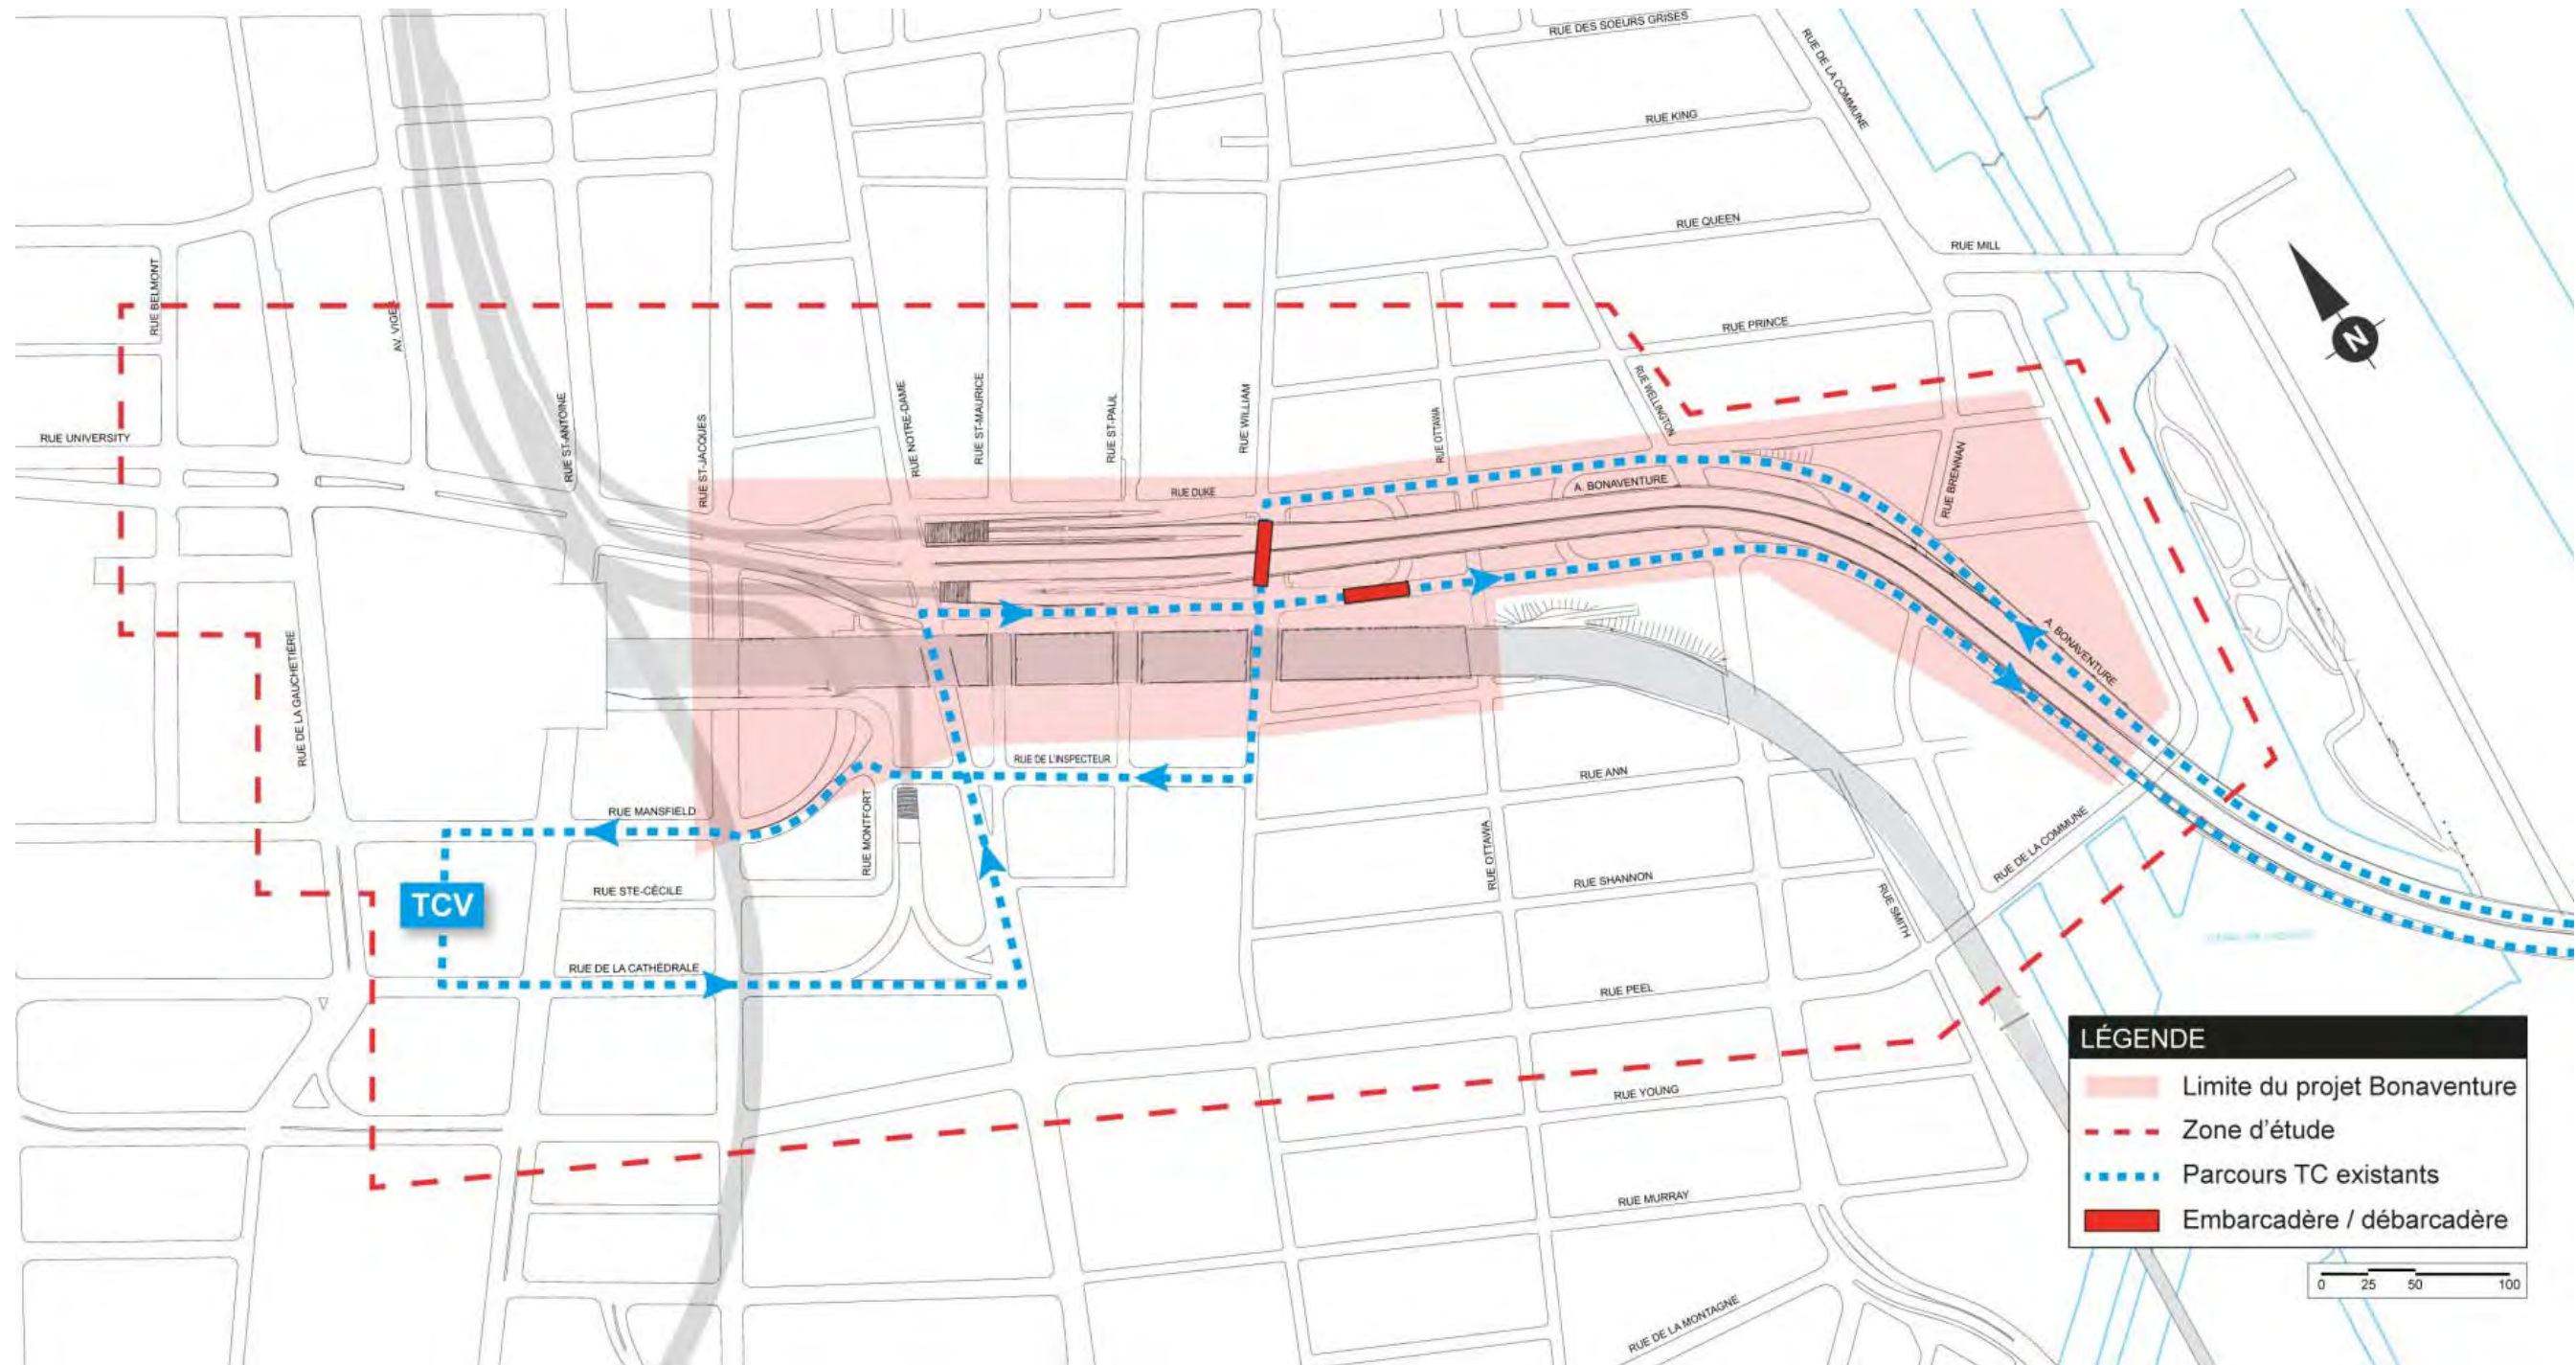 RUE DES SOEURS GRISES
RUE DE LA COMMUNE
RUE KING
RUE QUEEN
RUE MILL
RUE BELMONT
AV. VIGER
RUE PRINCE
N
RUE UNIVERSITY
RUE ST-ANTOINE
RUE ST-JACQUES
RUE NOTRE-DAME
RUE ST-MAURICE
RUE ST-PAUL
RUE WILLIAM
RUE OTTAWA
RUE WELLINGTON
RUE BRENNAN
RUE DUKE
A. BONAVENTURE
RUE DE LA GAUCHETIÈRE
A. BONAVENTURE
RUE DE L'INSPECTEUR
RUE ANN
RUE MANSFIELD
RUE MONTFORT
RUE OTTAWA
RUE DE LA COMMUNE
RUE STE-CÉCILE
RUE SHANNON
RUE SMITH
TCV
RUE DE LA CATHÉDRALE
RUE PEEL
RUE YOUNG
RUE MURRAY
RUE DE LA MONTAGNE
LÉGENDE
Limite du projet Bonaventure
Zone d'étude
Parcours TC existants
Embarcadère / débarcadère
0 25 50 100